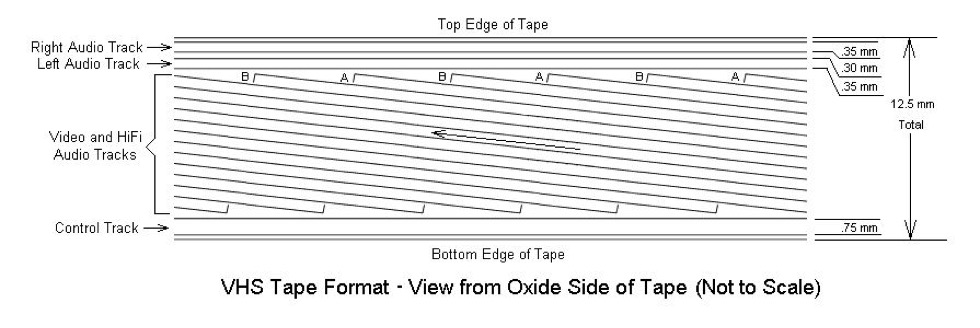 Top Edge of Tape
Right Audio Track
Left Audio Track
B A B A B A
.35 mm
.30 mm
.35 mm
12.5 mm
Total
Video and HiFi
Audio Tracks
Control Track
.75 mm
Bottom Edge of Tape
VHS Tape Format - View from Oxide Side of Tape (Not to Scale)